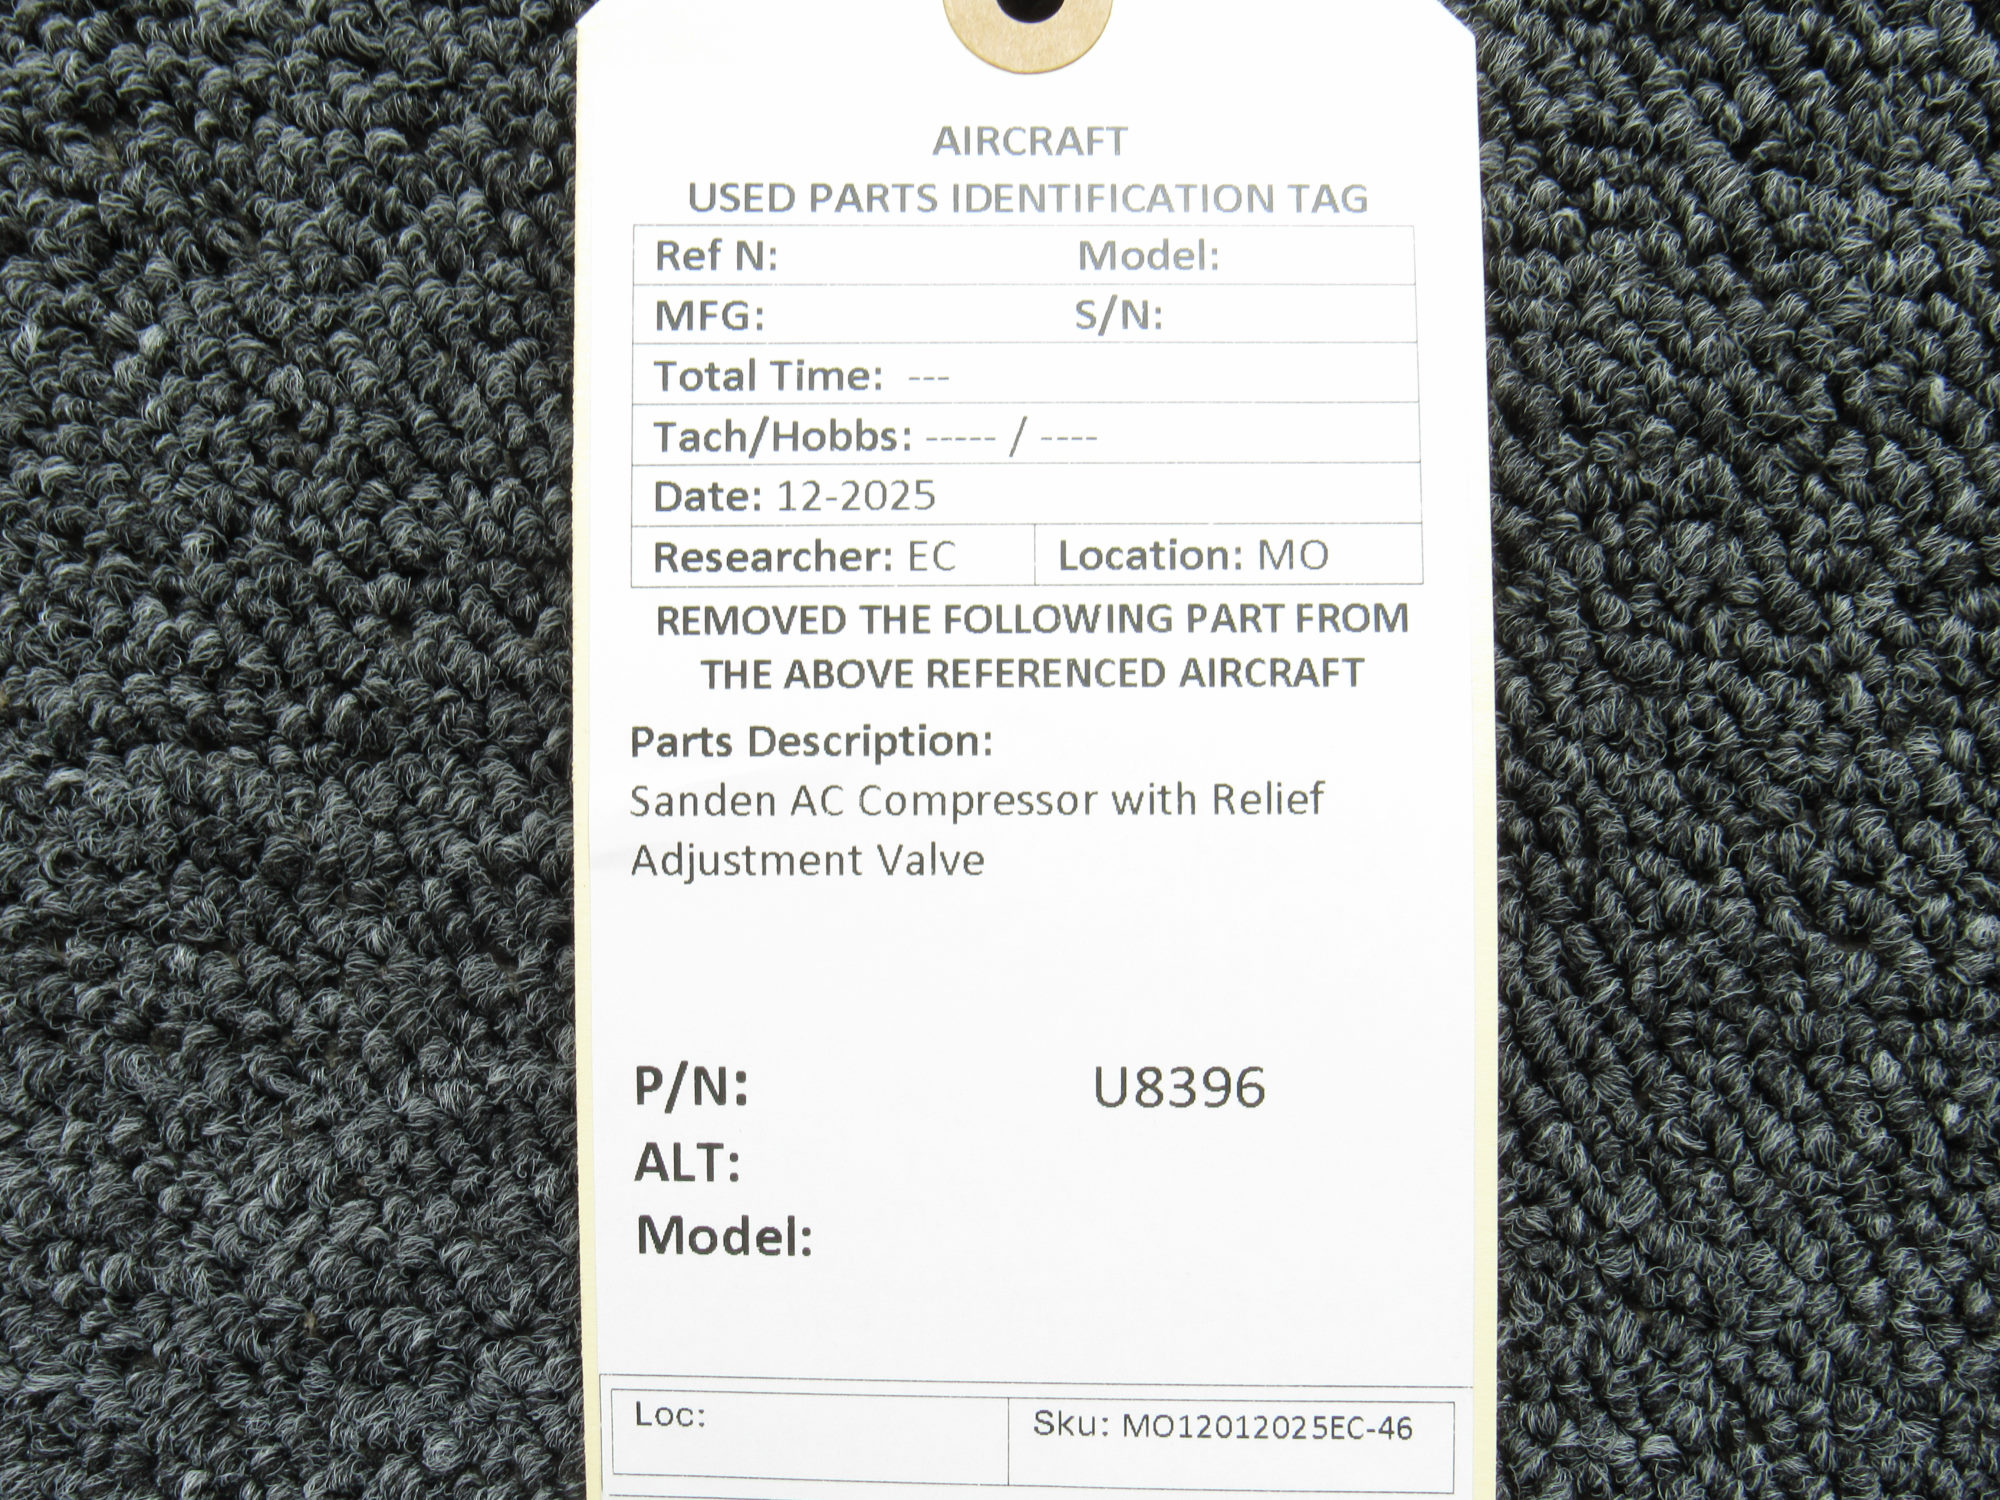 AIRCRAFT
USED PARTS IDENTIFICATION TAG
Ref N: Model:
MFG: S/N:
Total Time: ---
Tach/Hobbs: ----- / ----
Date: 12-2025
Researcher: EC Location: MO
REMOVED THE FOLLOWING PART FROM
THE ABOVE REFERENCED AIRCRAFT
Parts Description:
Sanden AC Compressor with Relief
Adjustment Valve
P/N: U8396
ALT:
Model:
Loc: Sku: MO12012025EC-46